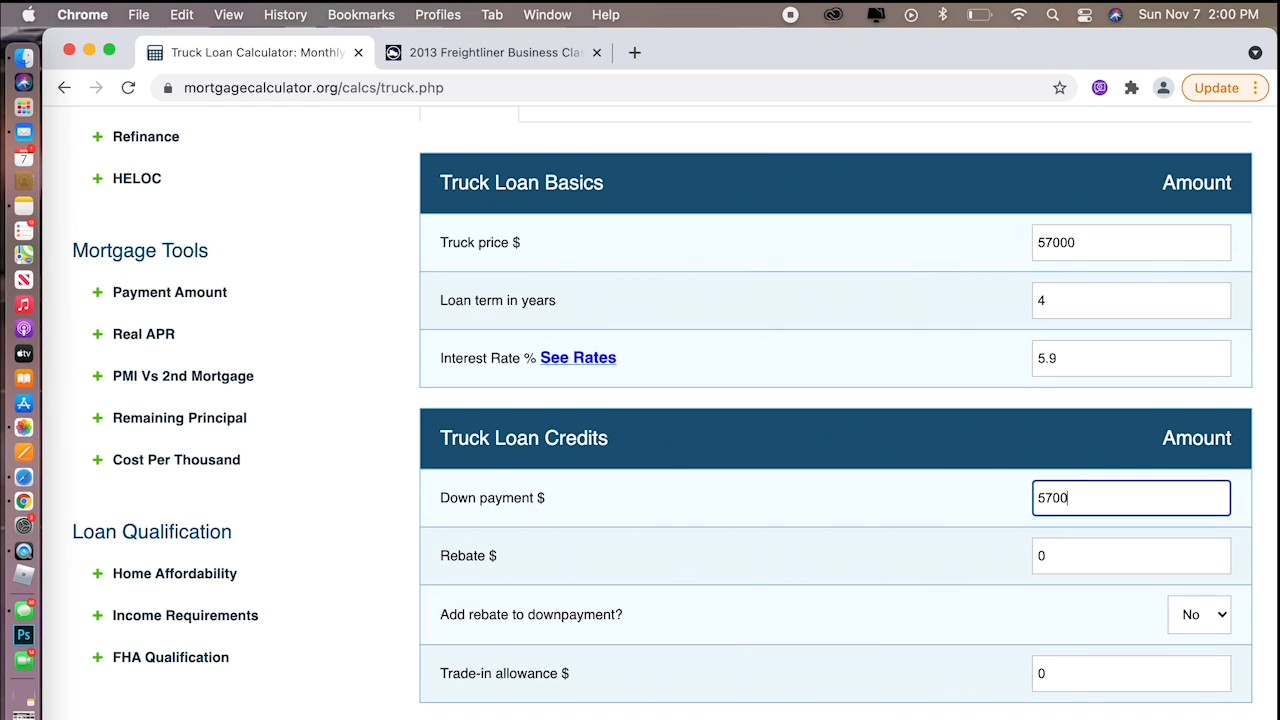 Chrome File Edit View History Bookmarks Profiles Tab Window Help Sun Nov 7 2:00 PM
Truck Loan Calculator: Monthly 2013 Freightliner Business Clas
mortgagecalculator.org/calcs/truck.php Update
Refinance
HELOC
Mortgage Tools
Payment Amount
Real APR
PMI Vs 2nd Mortgage
Remaining Principal
Cost Per Thousand
Loan Qualification
Home Affordability
Income Requirements
FHA Qualification
Truck Loan Basics Amount
Truck price $ 57000
Loan term in years 4
Interest Rate % See Rates 5.9
Truck Loan Credits Amount
Down payment $ 5700
Rebate $ 0
Add rebate to downpayment? No
Trade-in allowance $ 0
7
tv
Ps